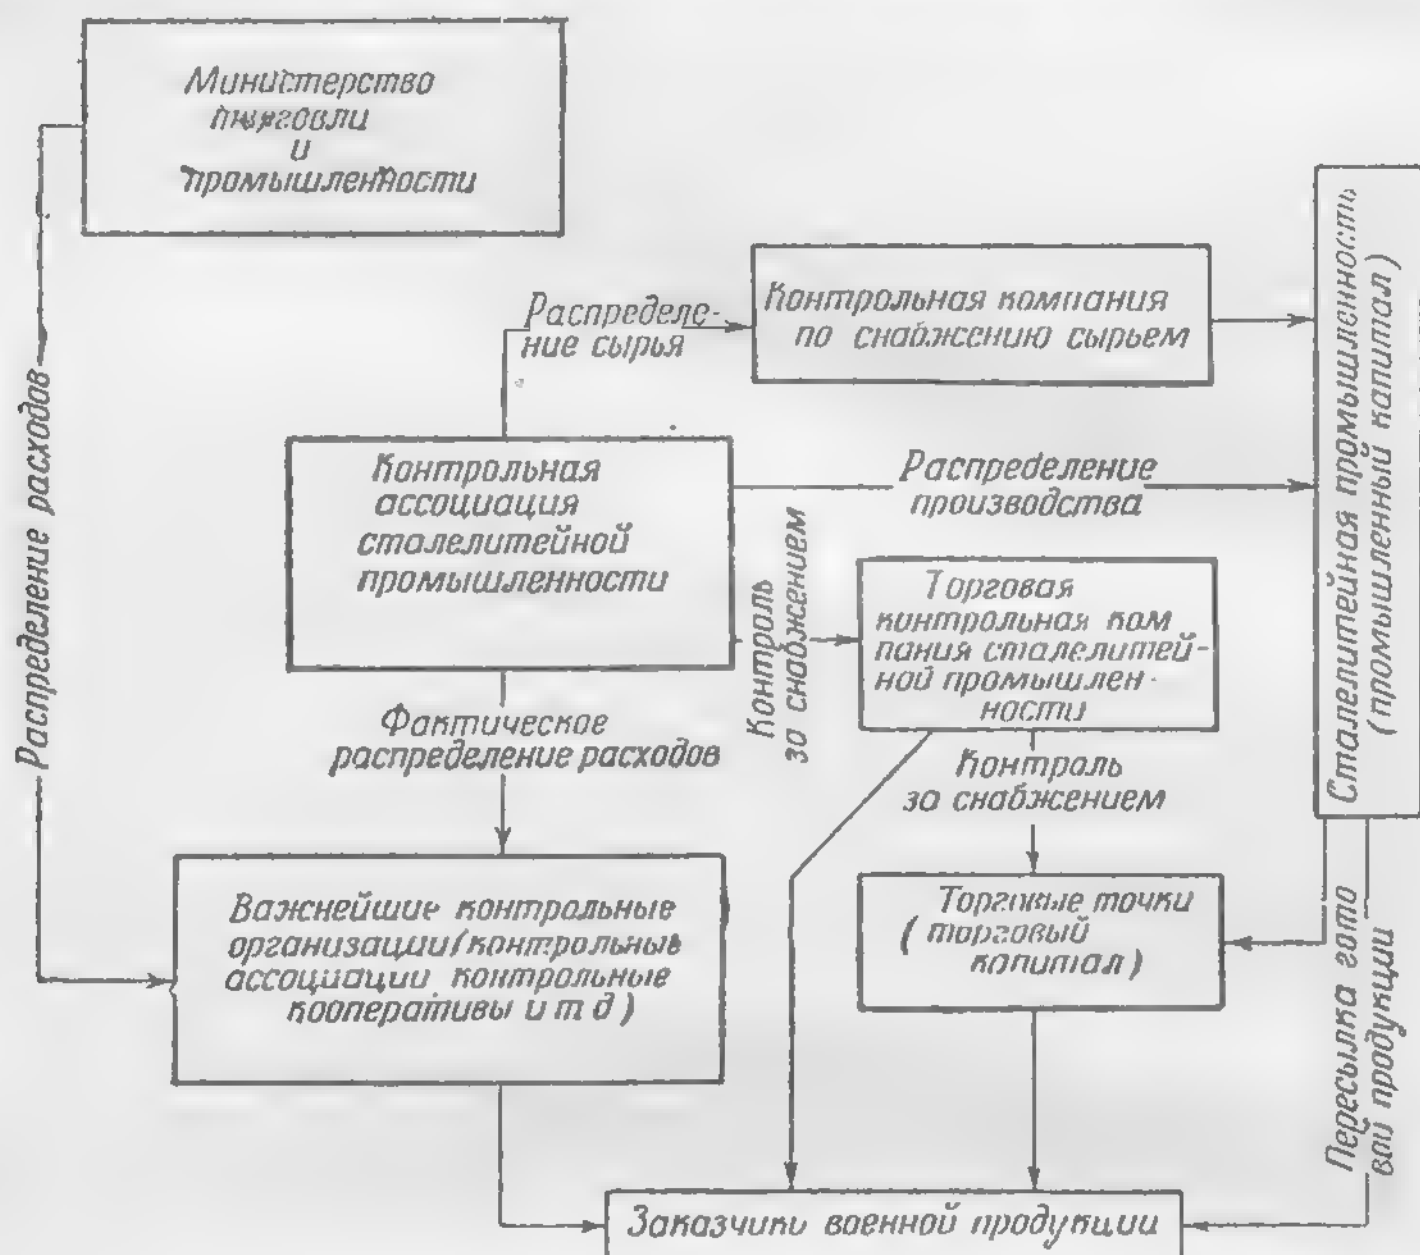 Министерство
торговли
и
промышленности
Распределе-
ние сырья
Контрольная компания
по снабжению сырьем
Сталелитейная промышленность
(промышленный капитал)
Распределение расходов
Контрольная
ассоциация
сталелитейной
промышленности
Распределение
производства
Контроль
за снабжением
Торговая
контрольная ком
пания сталелитей-
ной промышлен-
ности
Фактическое
распределение расходов
Контроль
за снабжением
Важнейшие контрольные
организации (контрольные
ассоциации контрольные
кооперативы и т д)
Торговые точки
(торговый
капитал)
Пересылка гото
вой продукции
Заказчики военной продукции